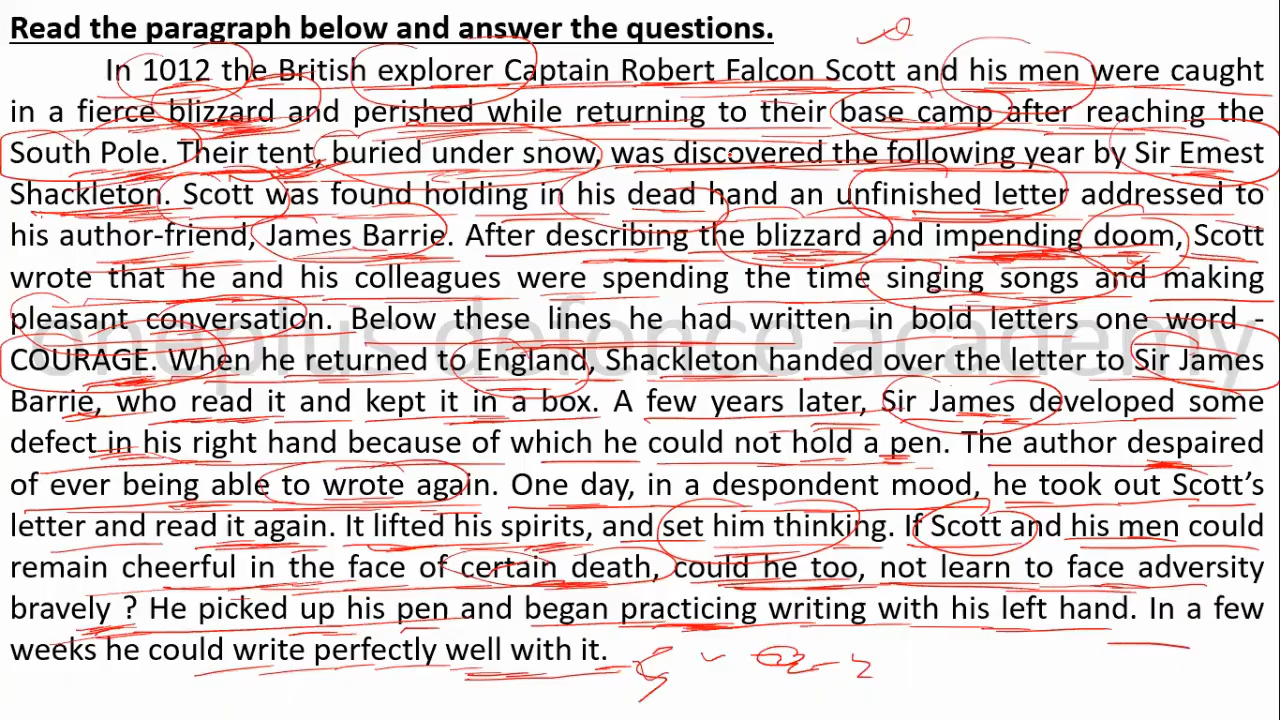 Read the paragraph below and answer the questions.
In 1012 the British explorer Captain Robert Falcon Scott and his men were caught
in a fierce blizzard and perished while returning to their base camp after reaching the
South Pole. Their tent, buried under snow, was discovered the following year by Sir Emest
Shackleton. Scott was found holding in his dead hand an unfinished letter addressed to
his author-friend, James Barrie. After describing the blizzard and impending doom, Scott
wrote that he and his colleagues were spending the time singing songs and making
pleasant conversation. Below these lines he had written in bold letters one word -
oneplus defence academy
COURAGE. When he returned to England, Shackleton handed over the letter to Sir James
Barrie, who read it and kept it in a box. A few years later, Sir James developed some
defect in his right hand because of which he could not hold a pen. The author despaired
of ever being able to wrote again. One day, in a despondent mood, he took out Scott's
letter and read it again. It lifted his spirits, and set him thinking. If Scott and his men could
remain cheerful in the face of certain death, could he too, not learn to face adversity
bravely ? He picked up his pen and began practicing writing with his left hand. In a few
weeks he could write perfectly well with it.